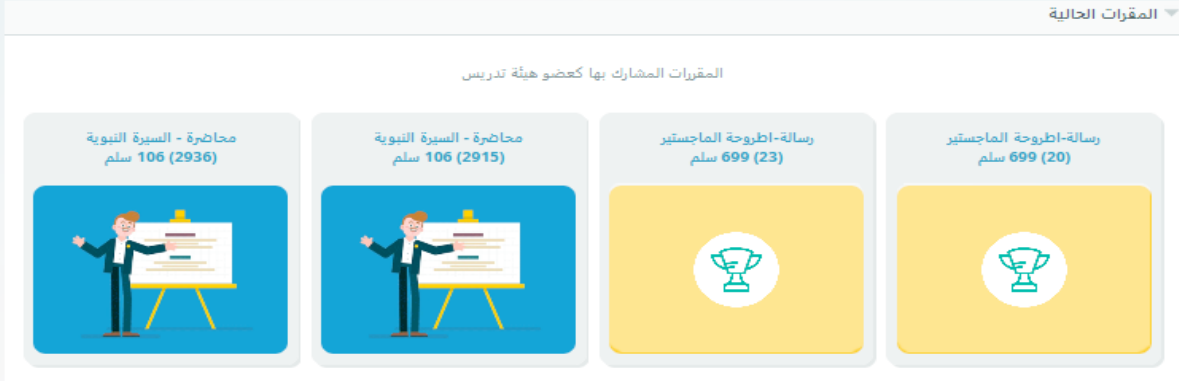 المقرات الحالية
المقررات المشارك بها كعضو هيئة تدريس
رسالة-اطروحة الماجستير
699 (20) سلم
رسالة-اطروحة الماجستير
699 (23) سلم
محاضرة - السيرة النبوية
106 (2915) سلم
محاضرة - السيرة النبوية
106 (2936) سلم